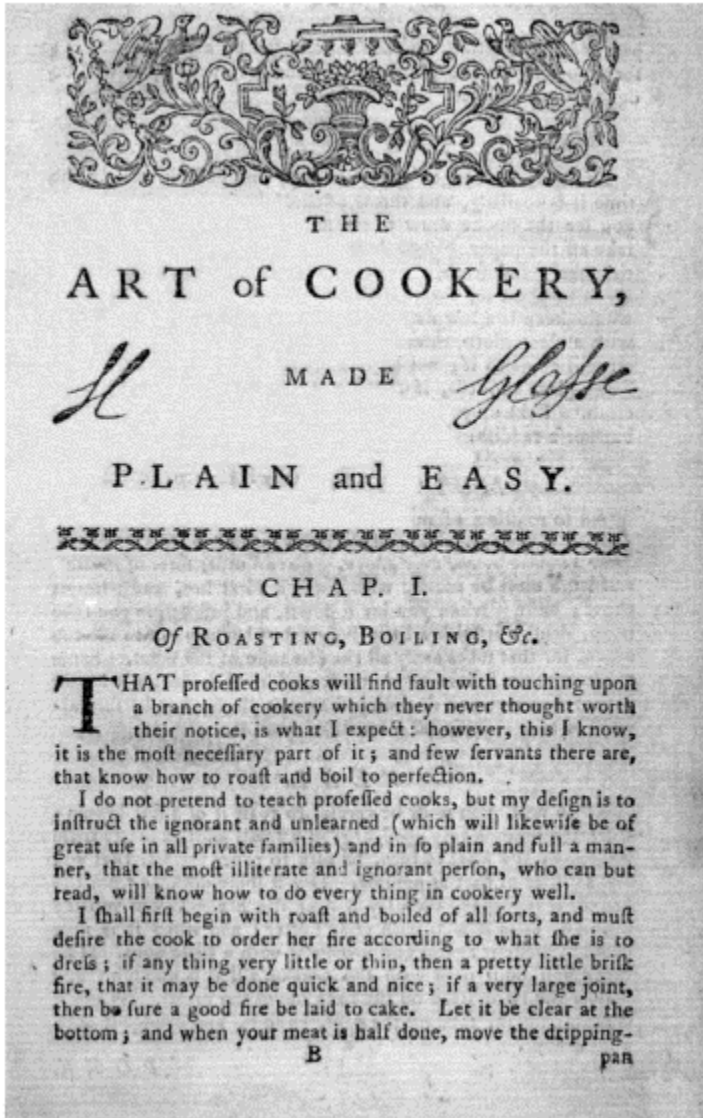 THE
ART of COOKERY,
H MADE Glasse
PLAIN and EASY.
CHAP. I.
Of ROASTING, BOILING, &c.
THAT profeſſed cooks will find fault with touching upon
a branch of cookery which they never thought worth
their notice, is what I expect: however, this I know,
it is the moſt neceſſary part of it; and few ſervants there are,
that know how to roaſt and boil to perfection.
I do not pretend to teach profeſſed cooks, but my deſign is to
inſtruct the ignorant and unlearned (which will likewiſe be of
great uſe in all private families) and in ſo plain and full a man-
ner, that the moſt illiterate and ignorant perſon, who can but
read, will know how to do every thing in cookery well.
I ſhall firſt begin with roaſt and boiled of all ſorts, and muſt
deſire the cook to order her fire according to what ſhe is to
dreſs; if any thing very little or thin, then a pretty little briſk
fire, that it may be done quick and nice; if a very large joint,
then be ſure a good fire be laid to cake. Let it be clear at the
bottom; and when your meat is half done, move the dripping-
B pan